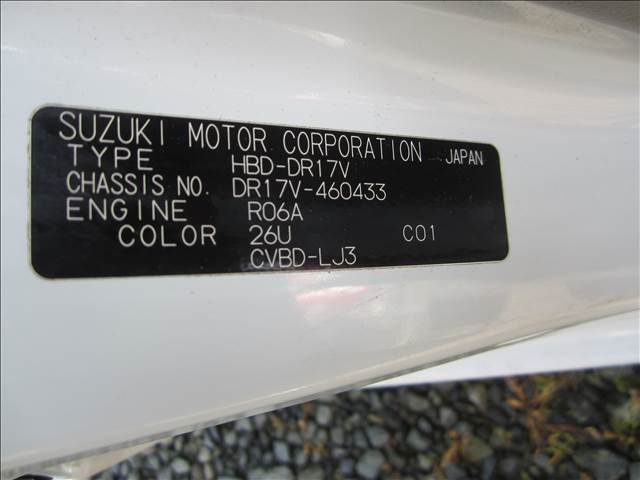 SUZUKI MOTOR CORPORATION JAPAN
TYPE HBD-DR17V
CHASSIS NO. DR17V-460433
ENGINE R06A
COLOR 26U C01
CVBD-LJ3